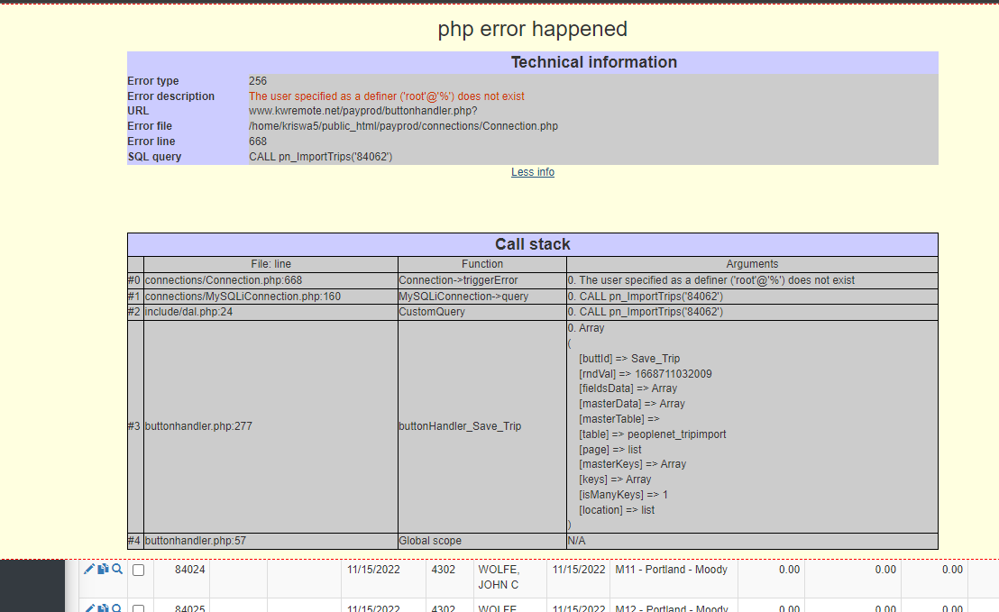 php error happened
Technical information
Error type 256
Error description The user specified as a definer ('root'@'%') does not exist
URL www.kwremote.net/payprod/buttonhandler.php?
Error file /home/kriswa5/public_html/payprod/connections/Connection.php
Error line 668
SQL query CALL pn_ImportTrips('84062')
Less info
Call stack
File: line Function Arguments
#0 connections/Connection.php:668 Connection->triggerError 0. The user specified as a definer ('root'@'%') does not exist
#1 connections/MySQLiConnection.php:160 MySQLiConnection->query 0. CALL pn_ImportTrips('84062')
#2 include/dal.php:24 CustomQuery 0. CALL pn_ImportTrips('84062')
#3 buttonhandler.php:277 buttonHandler_Save_Trip 0. Array
(
[buttId] => Save_Trip
[rndVal] => 1668711032009
[fieldsData] => Array
[masterData] => Array
[masterTable] =>
[table] => peoplenet_tripimport
[page] => list
[masterKeys] => Array
[keys] => Array
[isManyKeys] => 1
[location] => list
)
#4 buttonhandler.php:57 Global scope N/A
84024 11/15/2022 4302 WOLFE, 11/15/2022 M11 - Portland - Moody 0.00 0.00 0.00
JOHN C
84025 11/15/2022 4302 WOLFE, 11/15/2022 M12 - Portland - Moody 0.00 0.00 0.00